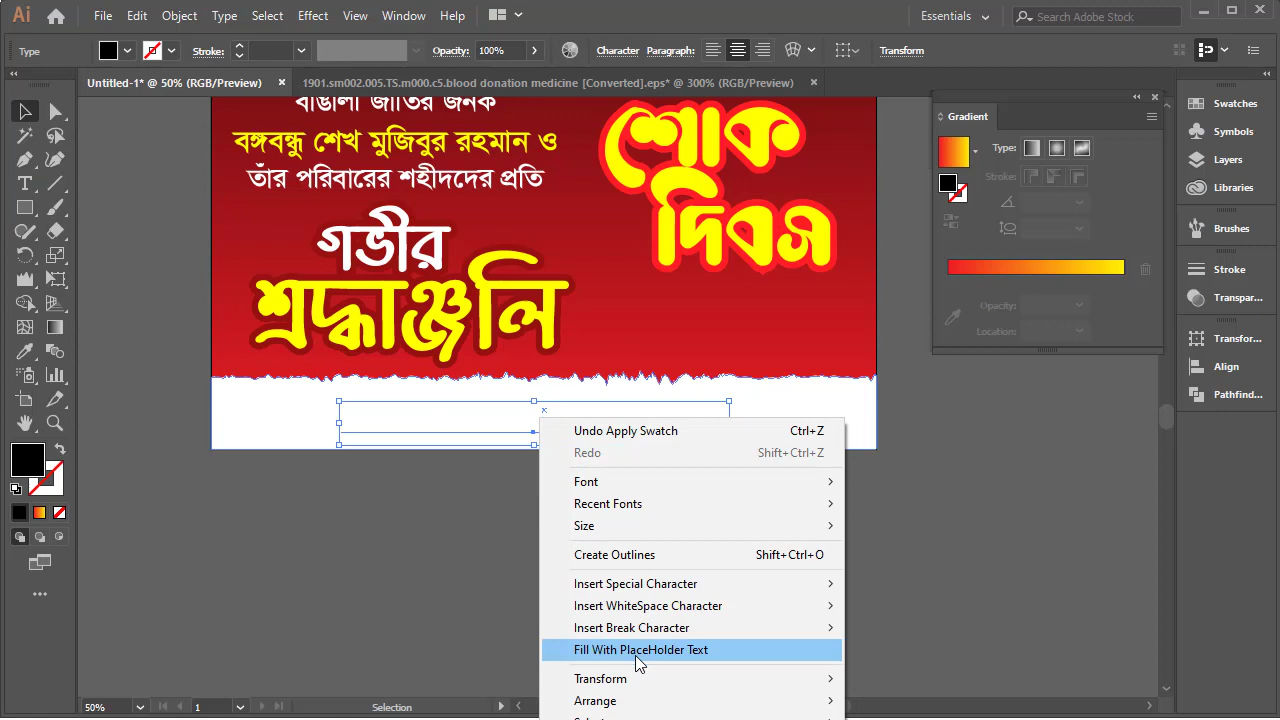 Ai File Edit Object Type Select Effect View Window Help Essentials Search Adobe Stock
Type Stroke: Opacity: 100% Character Paragraph: Transform
Untitled-1* @ 50% (RGB/Preview) 1901.sm002.005.TS.m000.c5.blood donation medicine [Converted].eps* @ 300% (RGB/Preview)
বাঙালী জাতির জনক
বঙ্গবন্ধু শেখ মুজিবুর রহমান ও
তাঁর পরিবারের শহীদদের প্রতি
গভীর
শ্রদ্ধাঞ্জলি
শোক
দিবস
Gradient
Type:
Stroke:
Opacity:
Location:
Swatches
Symbols
Layers
Libraries
Brushes
Stroke
Transpar...
Transfor...
Align
Pathfind...
Undo Apply Swatch Ctrl+Z
Redo Shift+Ctrl+Z
Font
Recent Fonts
Size
Create Outlines Shift+Ctrl+O
Insert Special Character
Insert WhiteSpace Character
Insert Break Character
Fill With PlaceHolder Text
Transform
Arrange
50% 1 Selection